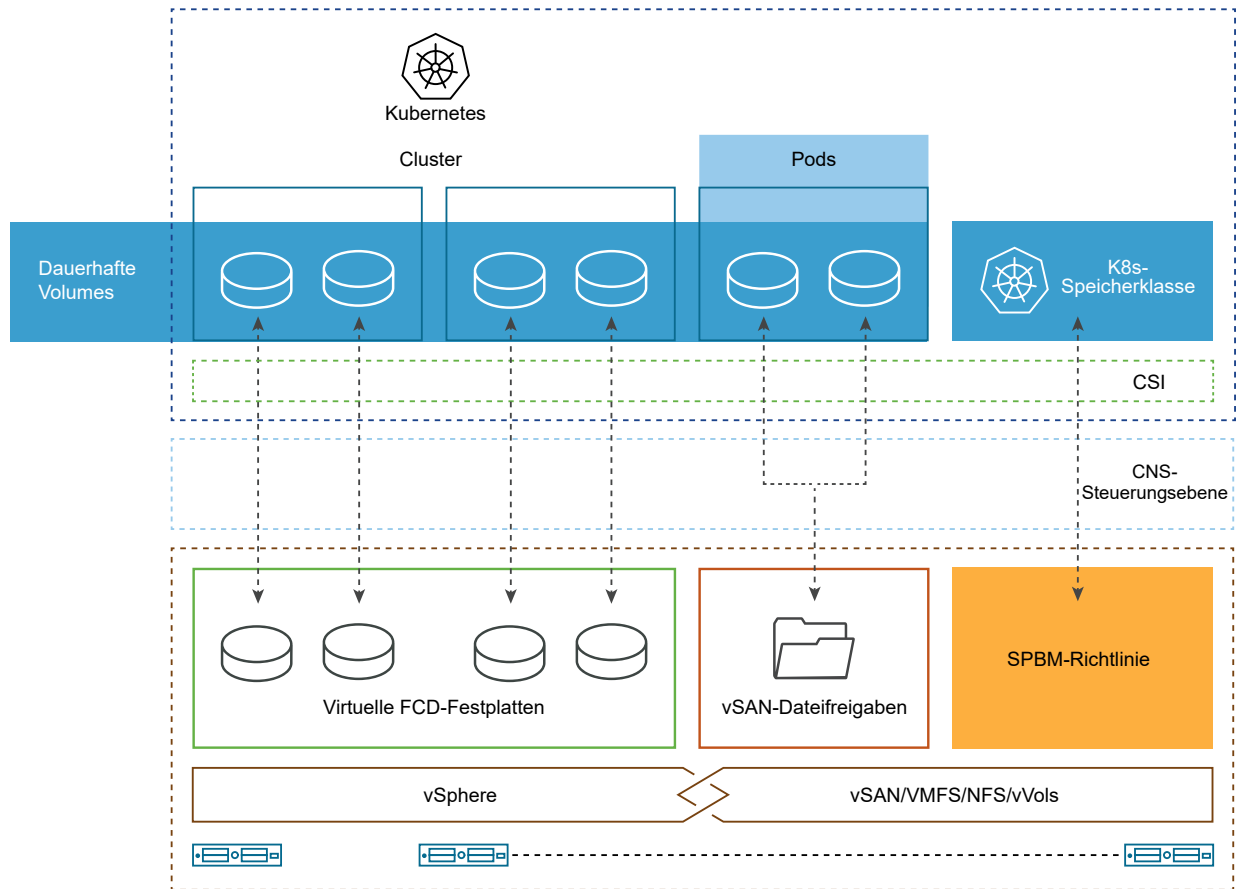 Kubernetes
Cluster
Pods
Dauerhafte
Volumes
K8s-
Speicherklasse
CSI
CNS-
Steuerungsebene
Virtuelle FCD-Festplatten
vSAN-Dateifreigaben
SPBM-Richtlinie
vSphere
vSAN/VMFS/NFS/vVols